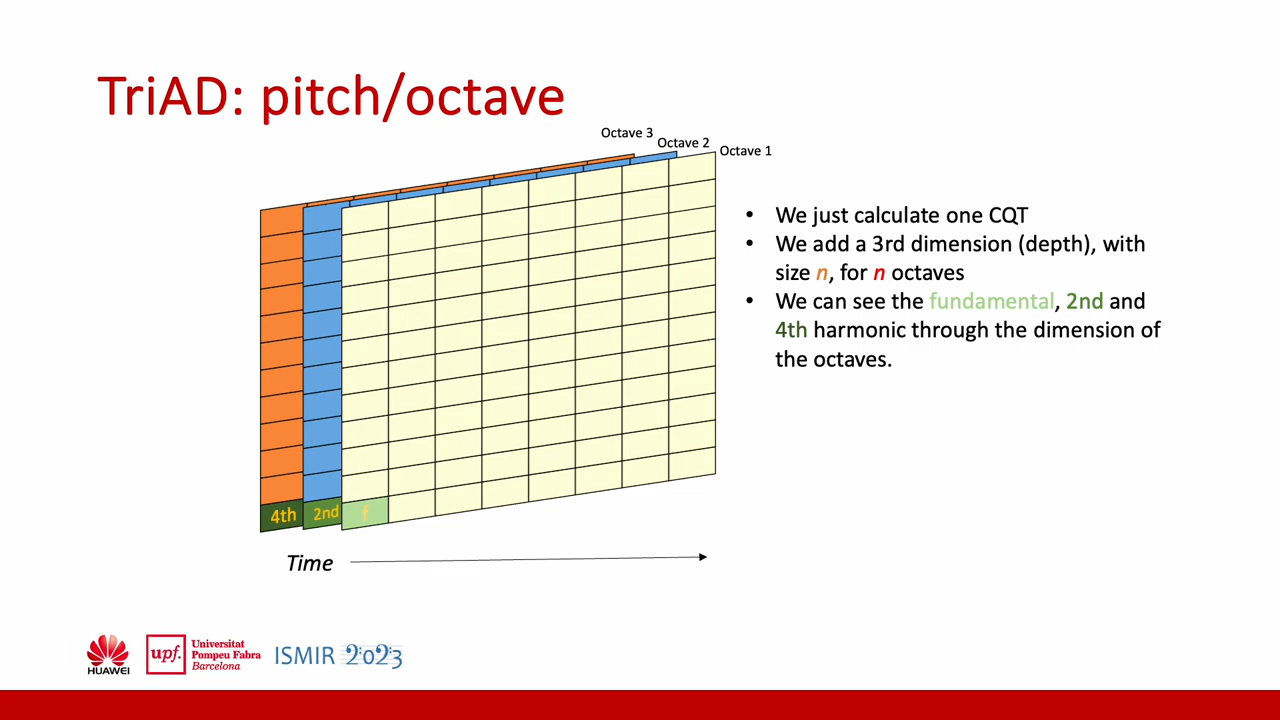 TriAD: pitch/octave
Octave 3
Octave 2
Octave 1
• We just calculate one CQT
• We add a 3rd dimension (depth), with
size n, for n octaves
• We can see the fundamental, 2nd and
4th harmonic through the dimension of
the octaves.
4th
2nd
f
Time
HUAWEI
upf.
Universitat
Pompeu Fabra
Barcelona
ISMIR 2023